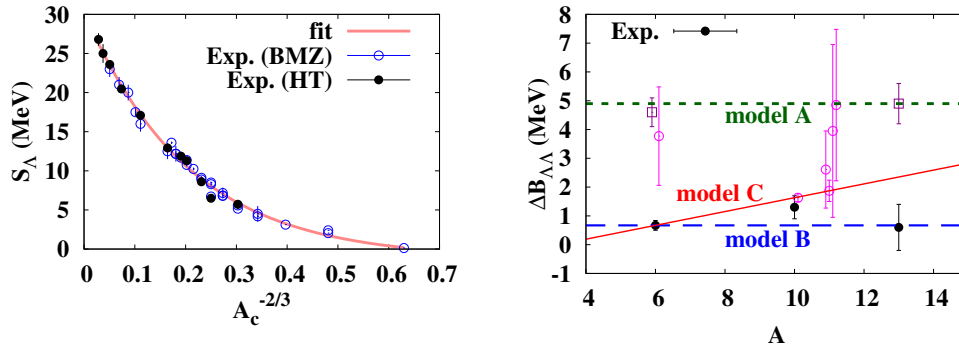 S_Λ (MeV)
30
25
20
15
10
5
0
fit
Exp. (BMZ)
Exp. (HT)
0 0.1 0.2 0.3 0.4 0.5 0.6 0.7
A_c^{-2/3}
ΔB_{ΛΛ} (MeV)
8
7
6
5
4
3
2
1
0
-1
Exp.
model A
model C
model B
4 6 8 10 12 14
A